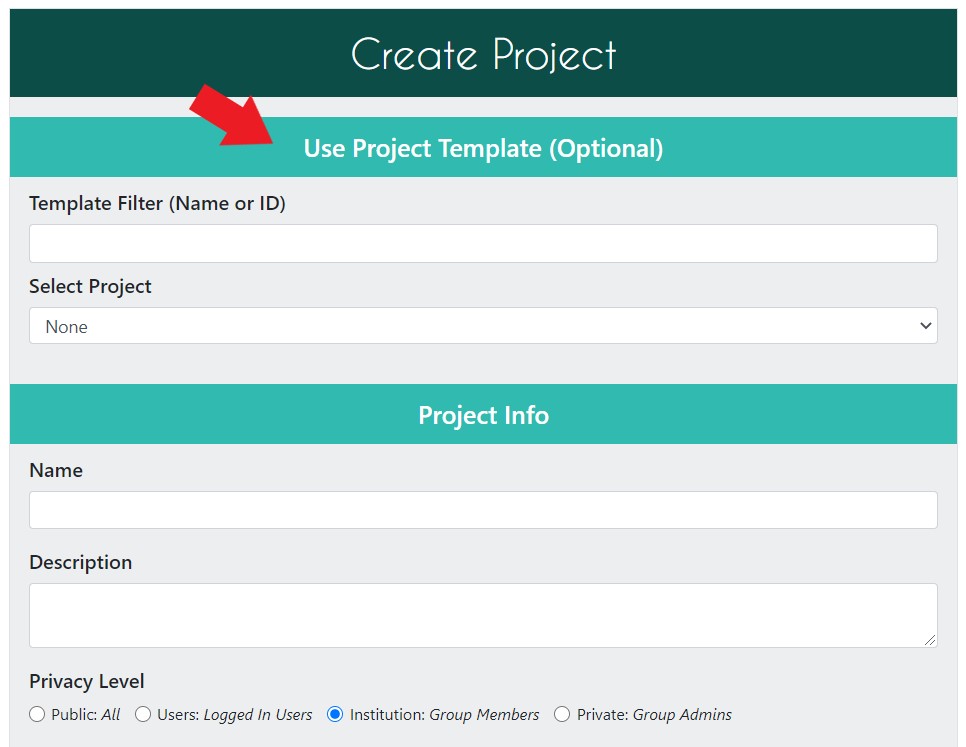 Create Project
Use Project Template (Optional)
Template Filter (Name or ID)
Select Project
None
Project Info
Name
Description
Privacy Level
Public: All Users: Logged In Users Institution: Group Members Private: Group Admins